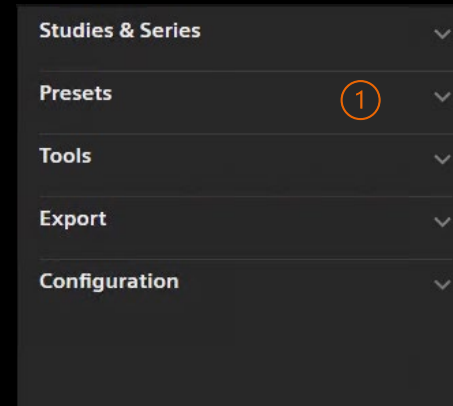 Studies & Series
Presets
1
Tools
Export
Configuration